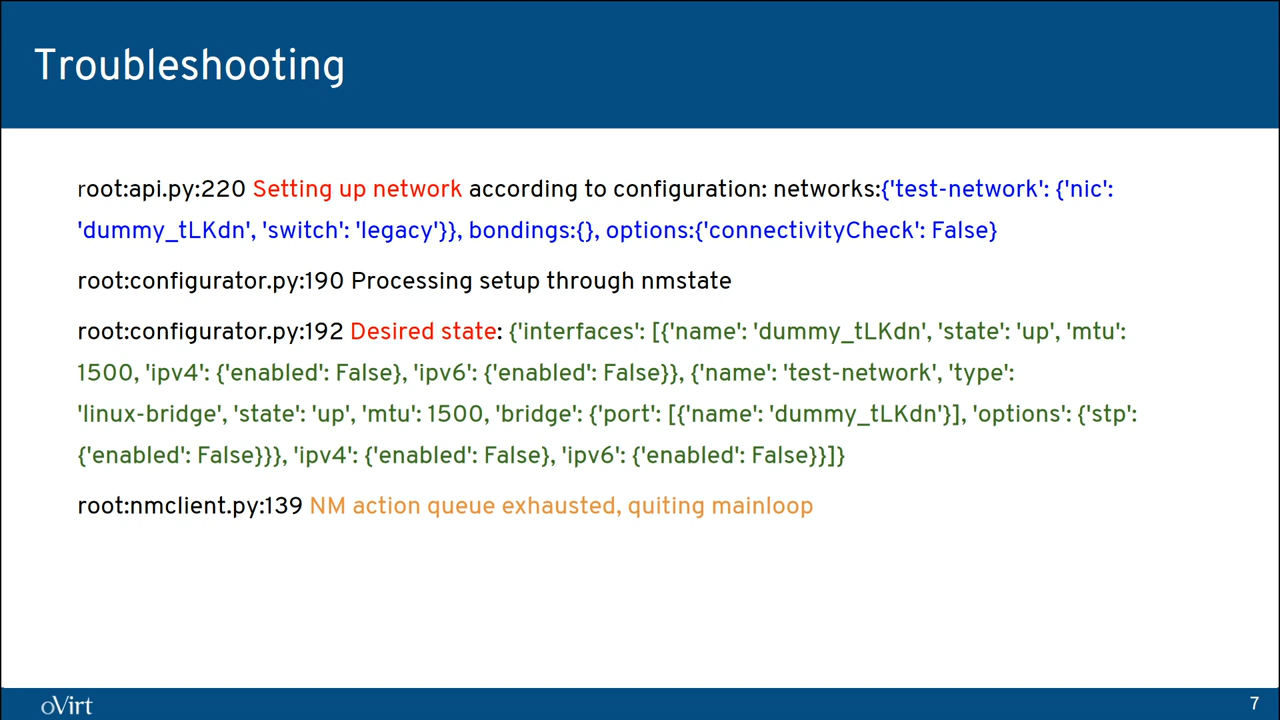 Troubleshooting
root:api.py:220 Setting up network according to configuration: networks:{'test-network': {'nic':
'dummy_tLKdn', 'switch': 'legacy'}}, bondings:{}, options:{'connectivityCheck': False}
root:configurator.py:190 Processing setup through nmstate
root:configurator.py:192 Desired state: {'interfaces': [{'name': 'dummy_tLKdn', 'state': 'up', 'mtu':
1500, 'ipv4': {'enabled': False}, 'ipv6': {'enabled': False}}, {'name': 'test-network', 'type':
'linux-bridge', 'state': 'up', 'mtu': 1500, 'bridge': {'port': [{'name': 'dummy_tLKdn'}], 'options': {'stp':
{'enabled': False}}}, 'ipv4': {'enabled': False}, 'ipv6': {'enabled': False}}]}
root:nmclient.py:139 NM action queue exhausted, quiting mainloop
oVirt
7